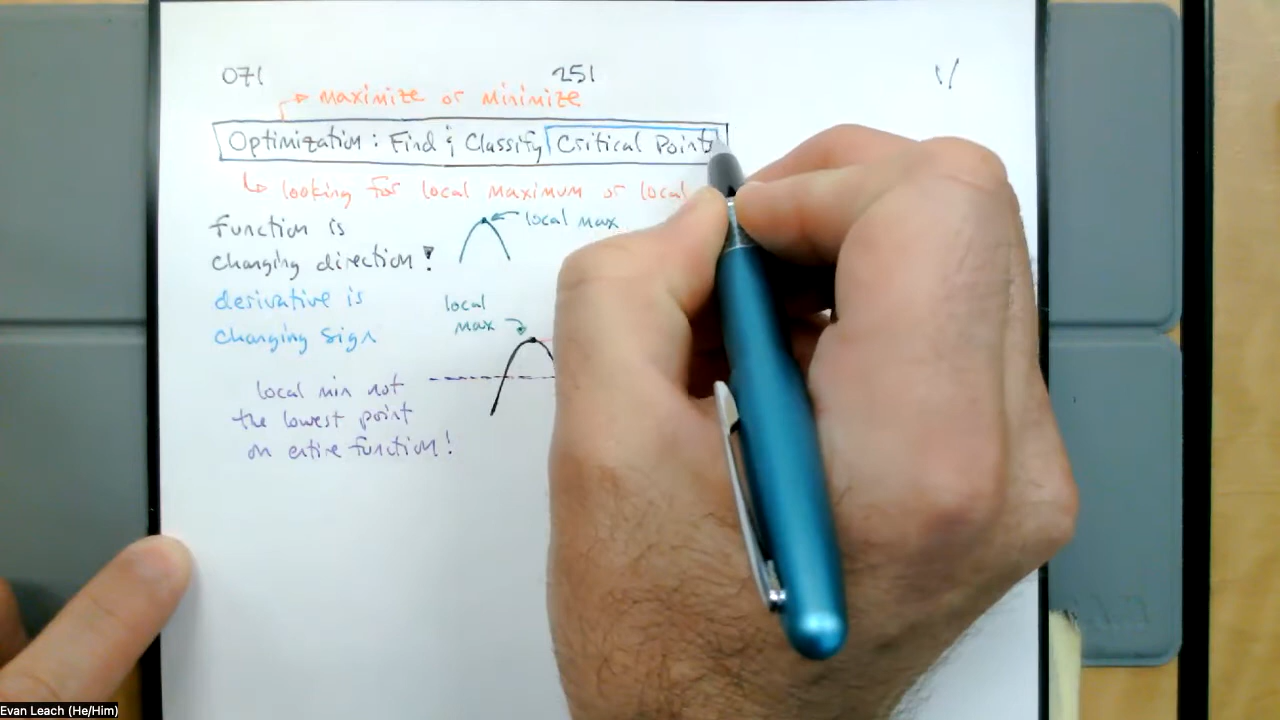 071 251 1/
→ maximize or minimize
Optimization: Find & Classify Critical Points
↳ looking for local maximum or local
function is
changing direction!
← local max
derivative is
changing sign
local
max
local min not
the lowest point
on entire function!
Evan Leach (He/Him)